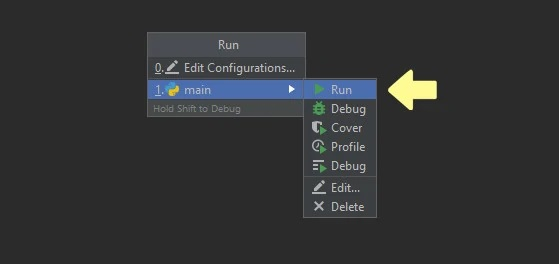 Run
0. Edit Configurations...
1. main
Hold Shift to Debug
Run
Debug
Cover
Profile
Debug
Edit...
Delete